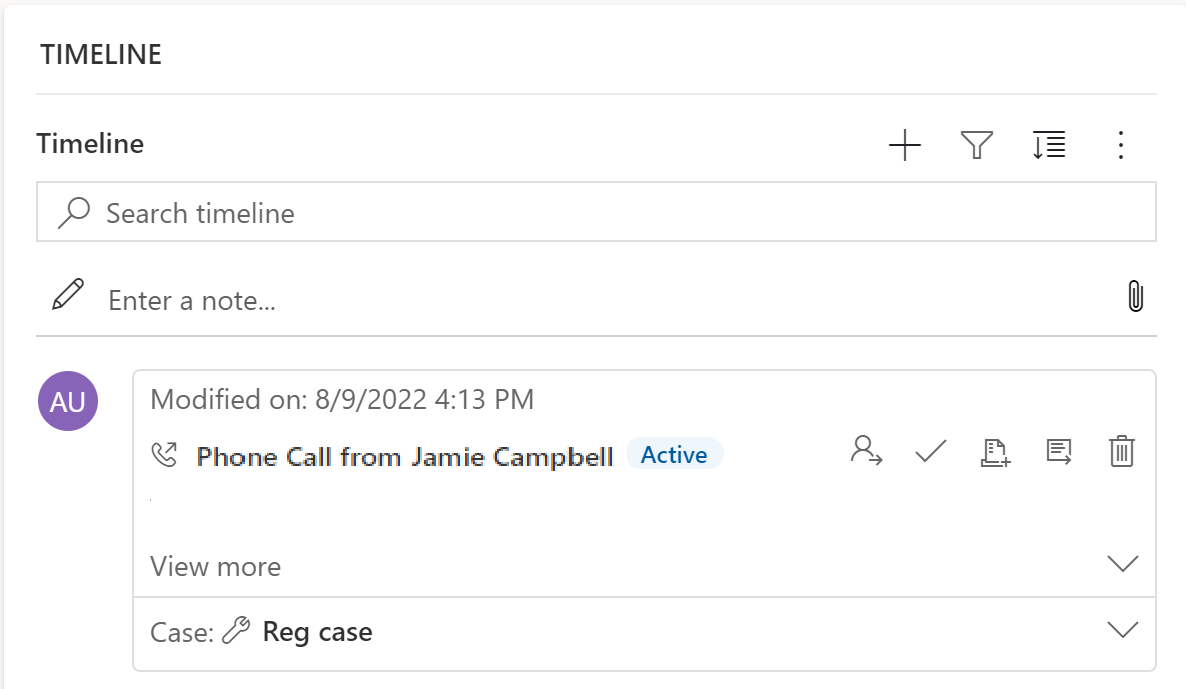 TIMELINE
Timeline
Search timeline
Enter a note...
AU
Modified on: 8/9/2022 4:13 PM
Phone Call from Jamie Campbell Active
View more
Case: Reg case